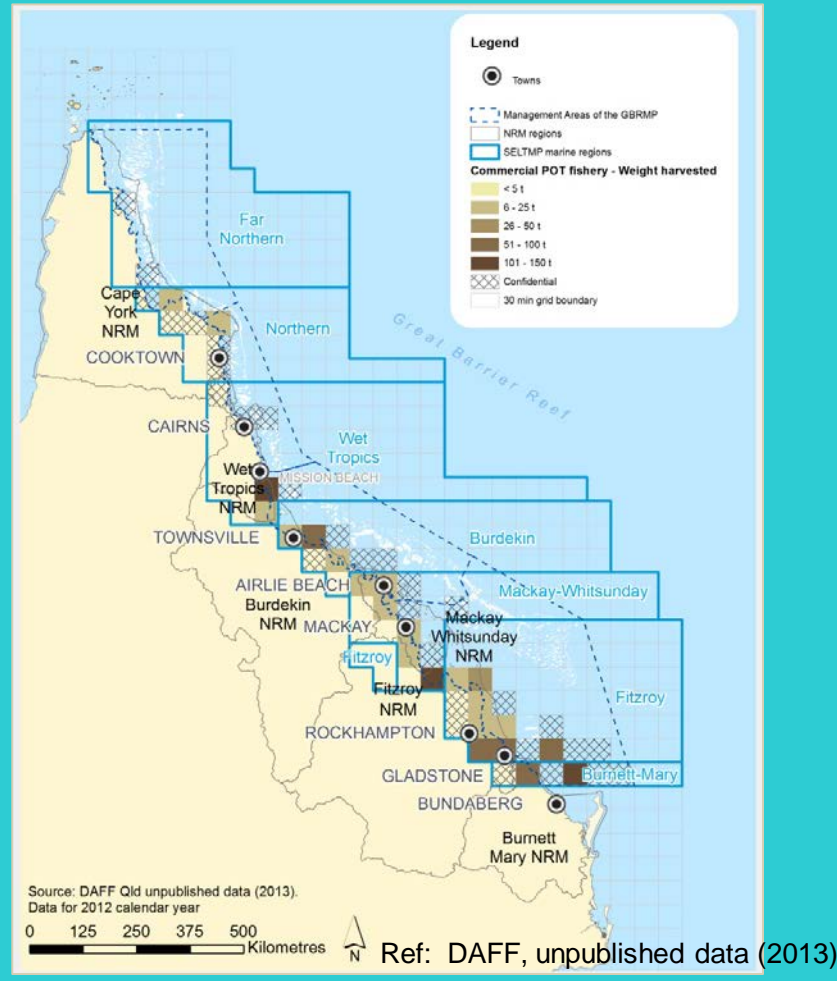 Legend
Towns
Management Areas of the GBRMP
NRM regions
SELTMP marine regions
Commercial POT fishery - Weight harvested
< 5 t
6 - 25 t
26 - 50 t
51 - 100 t
101 - 150 t
Confidential
30 min grid boundary
Far
Northern
Cape
York
NRM
Northern
COOKTOWN
Great Barrier Reef
CAIRNS
Wet
Tropics
Wet
Tropics
NRM
MISSION BEACH
TOWNSVILLE
Burdekin
AIRLIE BEACH
Mackay-Whitsunday
Burdekin
NRM
MACKAY
Mackay
Whitsunday
NRM
Fitzroy
Fitzroy
NRM
Fitzroy
ROCKHAMPTON
GLADSTONE
Burnett-Mary
BUNDABERG
Burnett
Mary NRM
Source: DAFF Qld unpublished data (2013).
Data for 2012 calendar year
0 125 250 375 500
Kilometres
N
Ref: DAFF, unpublished data (2013)